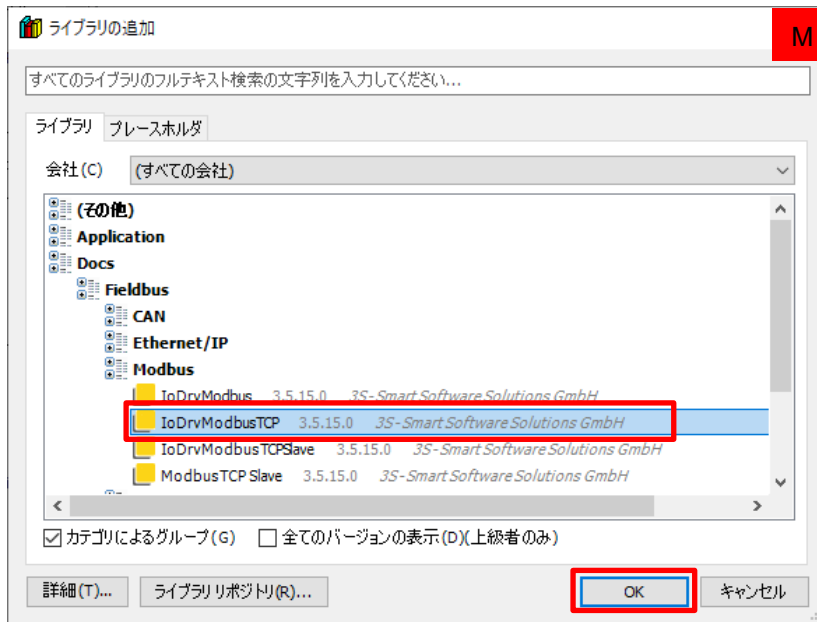 ライブラリの追加
M
すべてのライブラリのフルテキスト検索の文字列を入力してください...
ライブラリ プレースホルダ
会社(C) (すべての会社)
(その他)
Application
Docs
Fieldbus
CAN
Ethernet/IP
Modbus
IoDrvModbus 3.5.15.0 3S-Smart Software Solutions GmbH
IoDrvModbusTCP 3.5.15.0 3S-Smart Software Solutions GmbH
IoDrvModbusTCPSlave 3.5.15.0 3S-Smart Software Solutions GmbH
ModbusTCP Slave 3.5.15.0 3S-Smart Software Solutions GmbH
カテゴリによるグループ(G) 全てのバージョンの表示(D)(上級者のみ)
詳細(T)... ライブラリ リポジトリ(R)... OK キャンセル